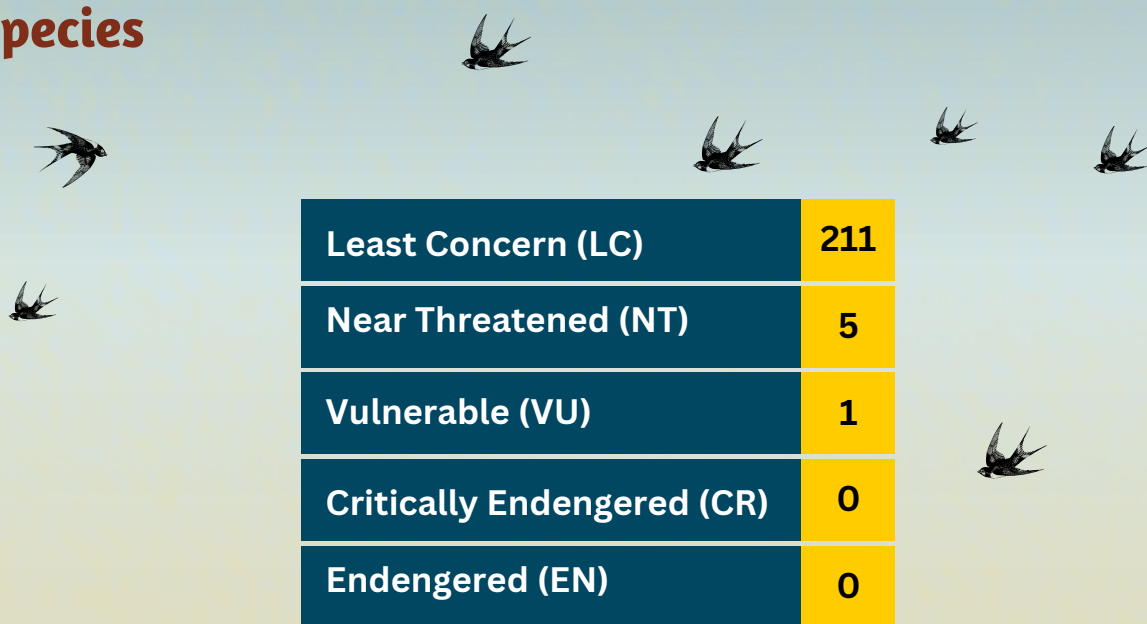 pecies
Least Concern (LC) 211
Near Threatened (NT) 5
Vulnerable (VU) 1
Critically Endengered (CR) 0
Endengered (EN) 0